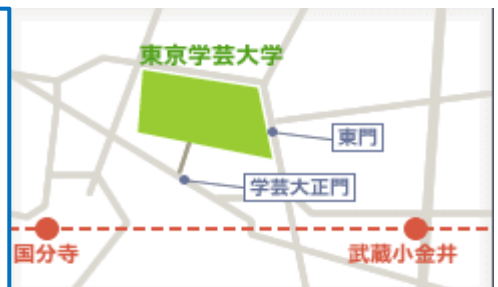 東京学芸大学
東門
学芸大正門
国分寺
武蔵小金井